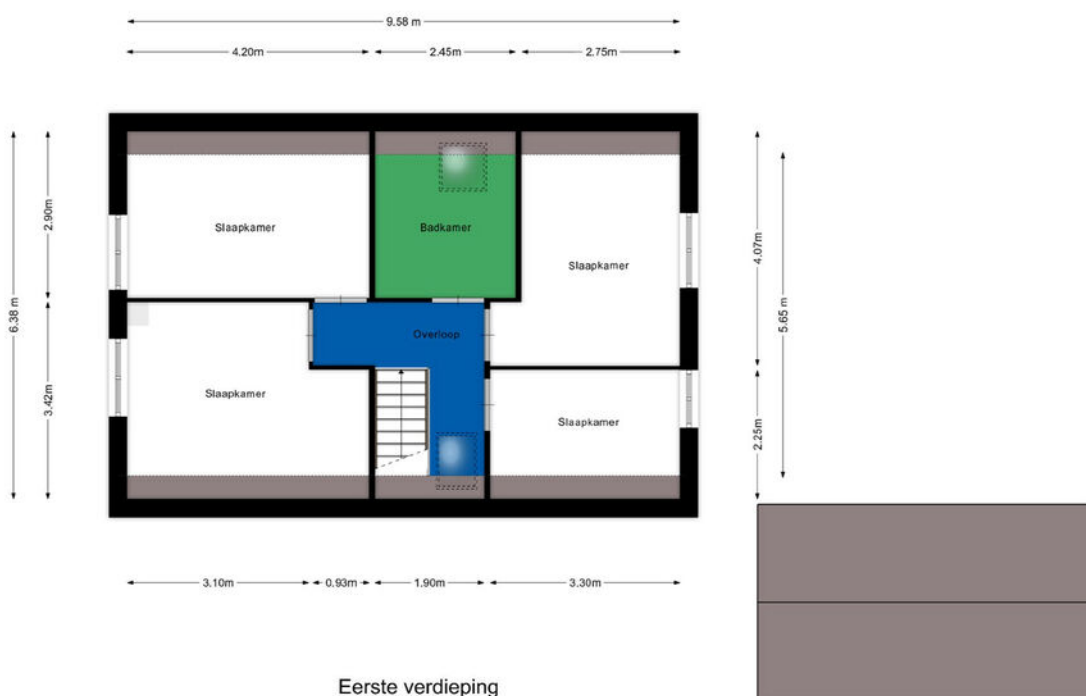 9.58 m
4.20m
2.45m
2.75m
6.38 m
2.90m
3.42m
Slaapkamer
Badkamer
Slaapkamer
Overloop
Slaapkamer
Slaapkamer
4.07m
2.25m
5.65 m
3.10m
0.93m
1.90m
3.30m
Eerste verdieping